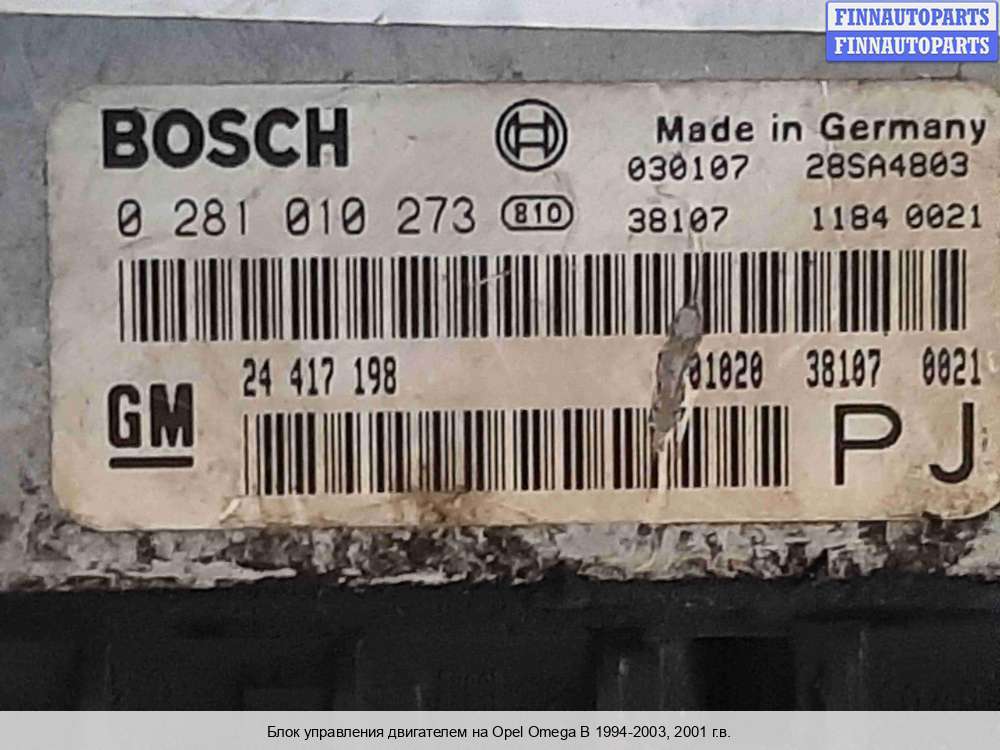 FINNAUTOPARTS
FINNAUTOPARTS
BOSCH Made in Germany
030107 28SA4803
0 281 010 273 810 38107 1184 0021
24 417 198 01020 38107 0021
GM PJ
Блок управления двигателем на Opel Omega B 1994-2003, 2001 г.в.